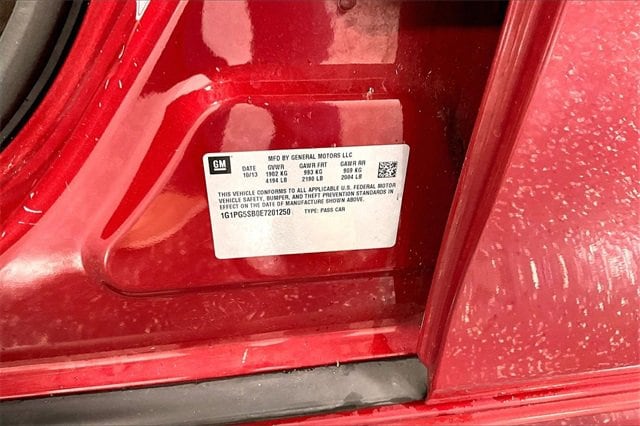 GM
MFD BY GENERAL MOTORS LLC
DATE GVWR GAWR FRT GAWR RR
10/13 1902 KG 983 KG 909 KG
4194 LB 2190 LB 2004 LB
THIS VEHICLE CONFORMS TO ALL APPLICABLE U.S. FEDERAL MOTOR
VEHICLE SAFETY, BUMPER, AND THEFT PREVENTION STANDARDS IN
EFFECT ON THE DATE OF MANUFACTURE SHOWN ABOVE.
1G1PG5SB0E7201250 TYPE: PASS CAR